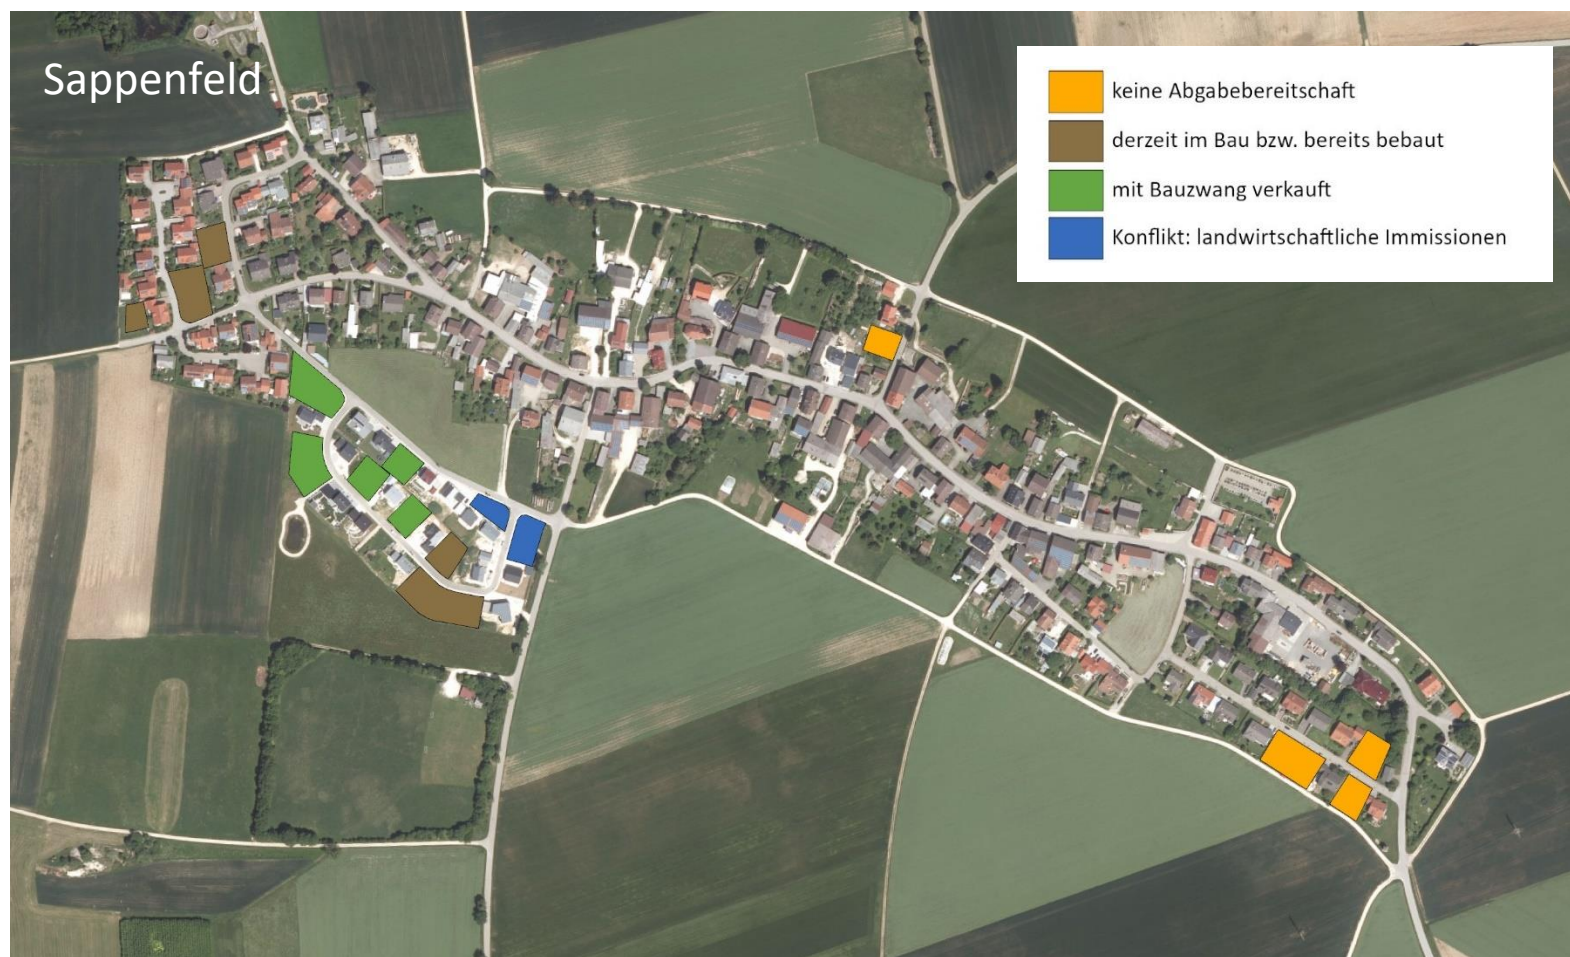 Sappenfeld
keine Abgabebereitschaft
derzeit im Bau bzw. bereits bebaut
mit Bauzwang verkauft
Konflikt: landwirtschaftliche Immissionen